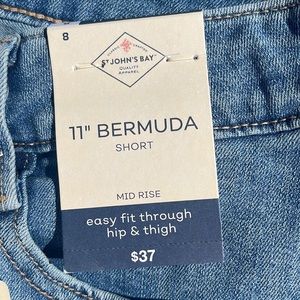 8
ST JOHN'S BAY
QUALITY
APPAREL
11" BERMUDA
SHORT
MID RISE
easy fit through
hip & thigh
$37